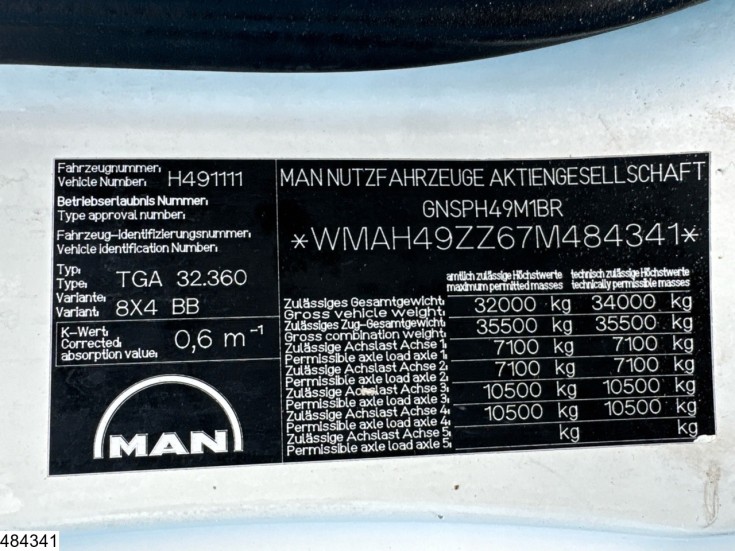 Fahrzeugnummer:
Vehicle Number: H491111
Betriebserlaubnis Nummer:
Type approval number:
Fahrzeug-Identifizierungsnummer:
Vehicle Identification Number:
Typ:
Type: TGA 32.360
Variante:
Variant: 8X4 BB
K-Wert:
Corrected 0,6 m⁻¹
absorption value:
MAN
MAN NUTZFAHRZEUGE AKTIENGESELLSCHAFT
GNSPH49M1BR
*WMAH49ZZ67M484341*
amtlich zulässige Höchstwerte technisch zulässige Höchstwerte
maximum permitted masses technically permissible masses
Zulässiges Gesamtgewicht: 32000 kg 34000 kg
Gross vehicle weight:
Zulässiges Zug-Gesamtgewicht: 35500 kg 35500 kg
Gross combination weight:
Zulässige Achslast Achse 1: 7100 kg 7100 kg
Permissible axle load axle 1:
Zulässige Achslast Achse 2: 7100 kg 7100 kg
Permissible axle load axle 2:
Zulässige Achslast Achse 3: 10500 kg 10500 kg
Permissible axle load axle 3:
Zulässige Achslast Achse 4: 10500 kg 10500 kg
Permissible axle load axle 4:
Zulässige Achslast Achse 5: kg kg
Permissible axle load axle 5:
484341